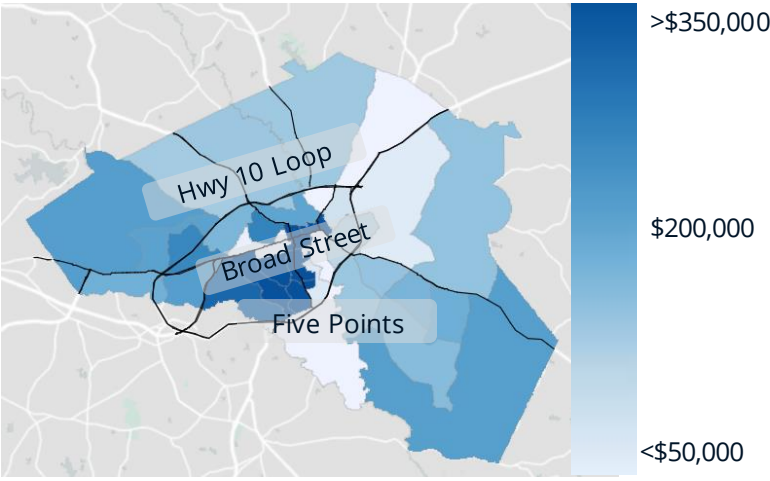 >$350,000
Hwy 10 Loop
Broad Street
$200,000
Five Points
<$50,000